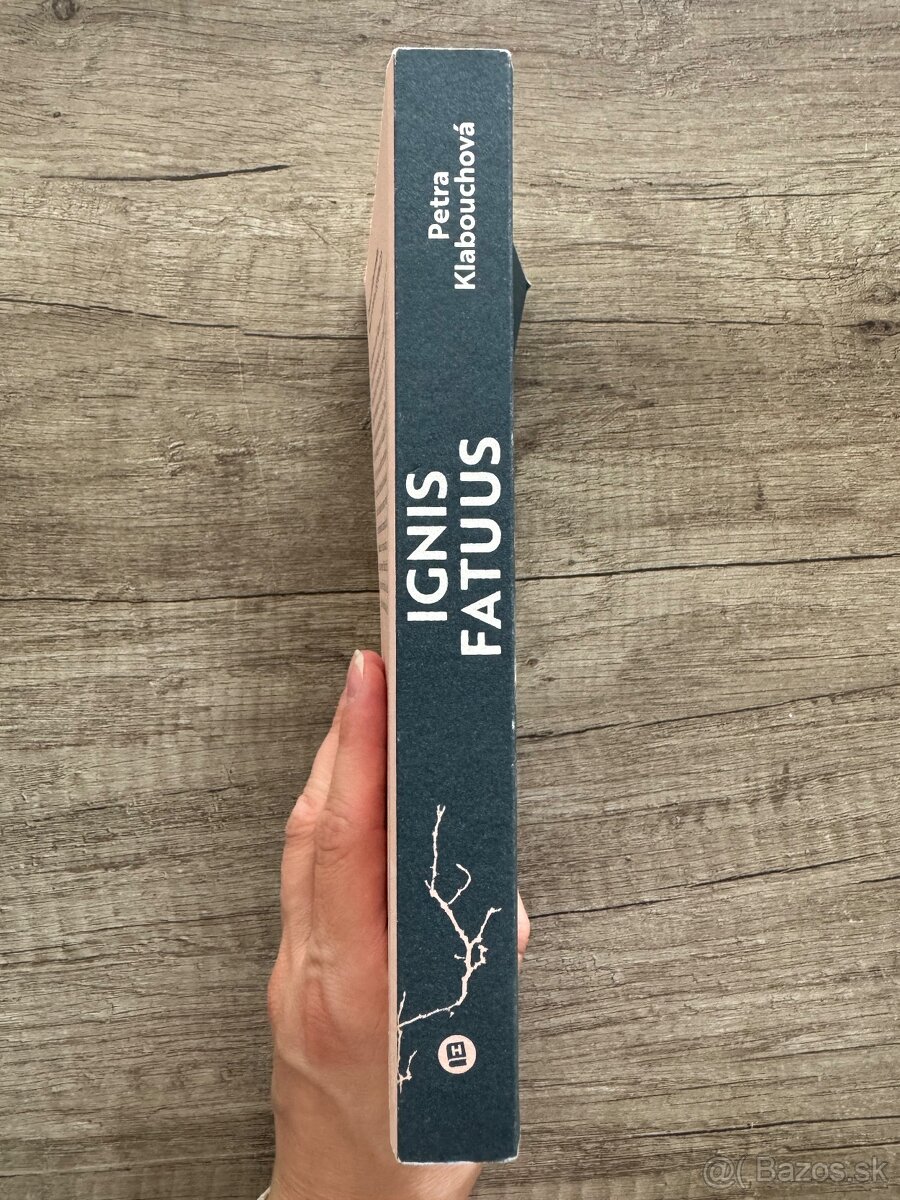 Petra
Klabouchová
IGNIS
FATUUS
H
@( Bazos.sk